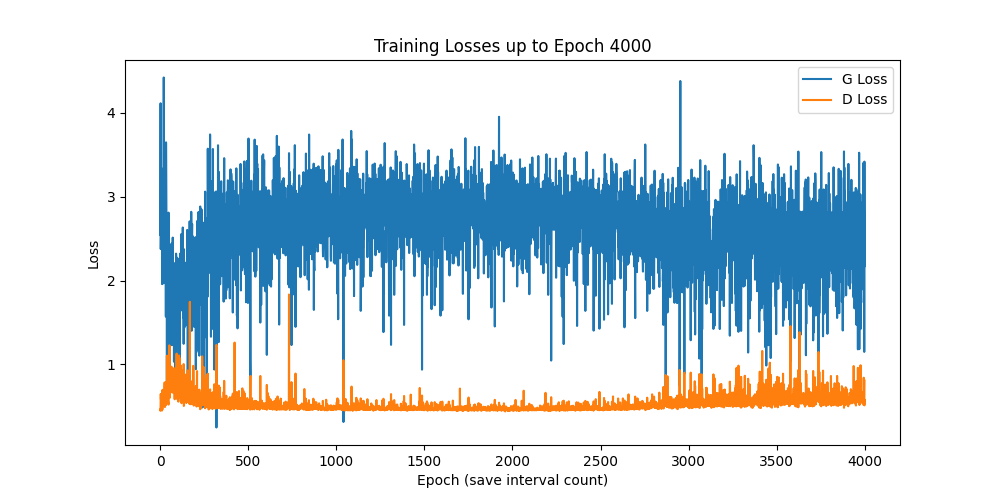 Training Losses up to Epoch 4000
G Loss
D Loss
Loss
4
3
2
1
0 500 1000 1500 2000 2500 3000 3500 4000
Epoch (save interval count)